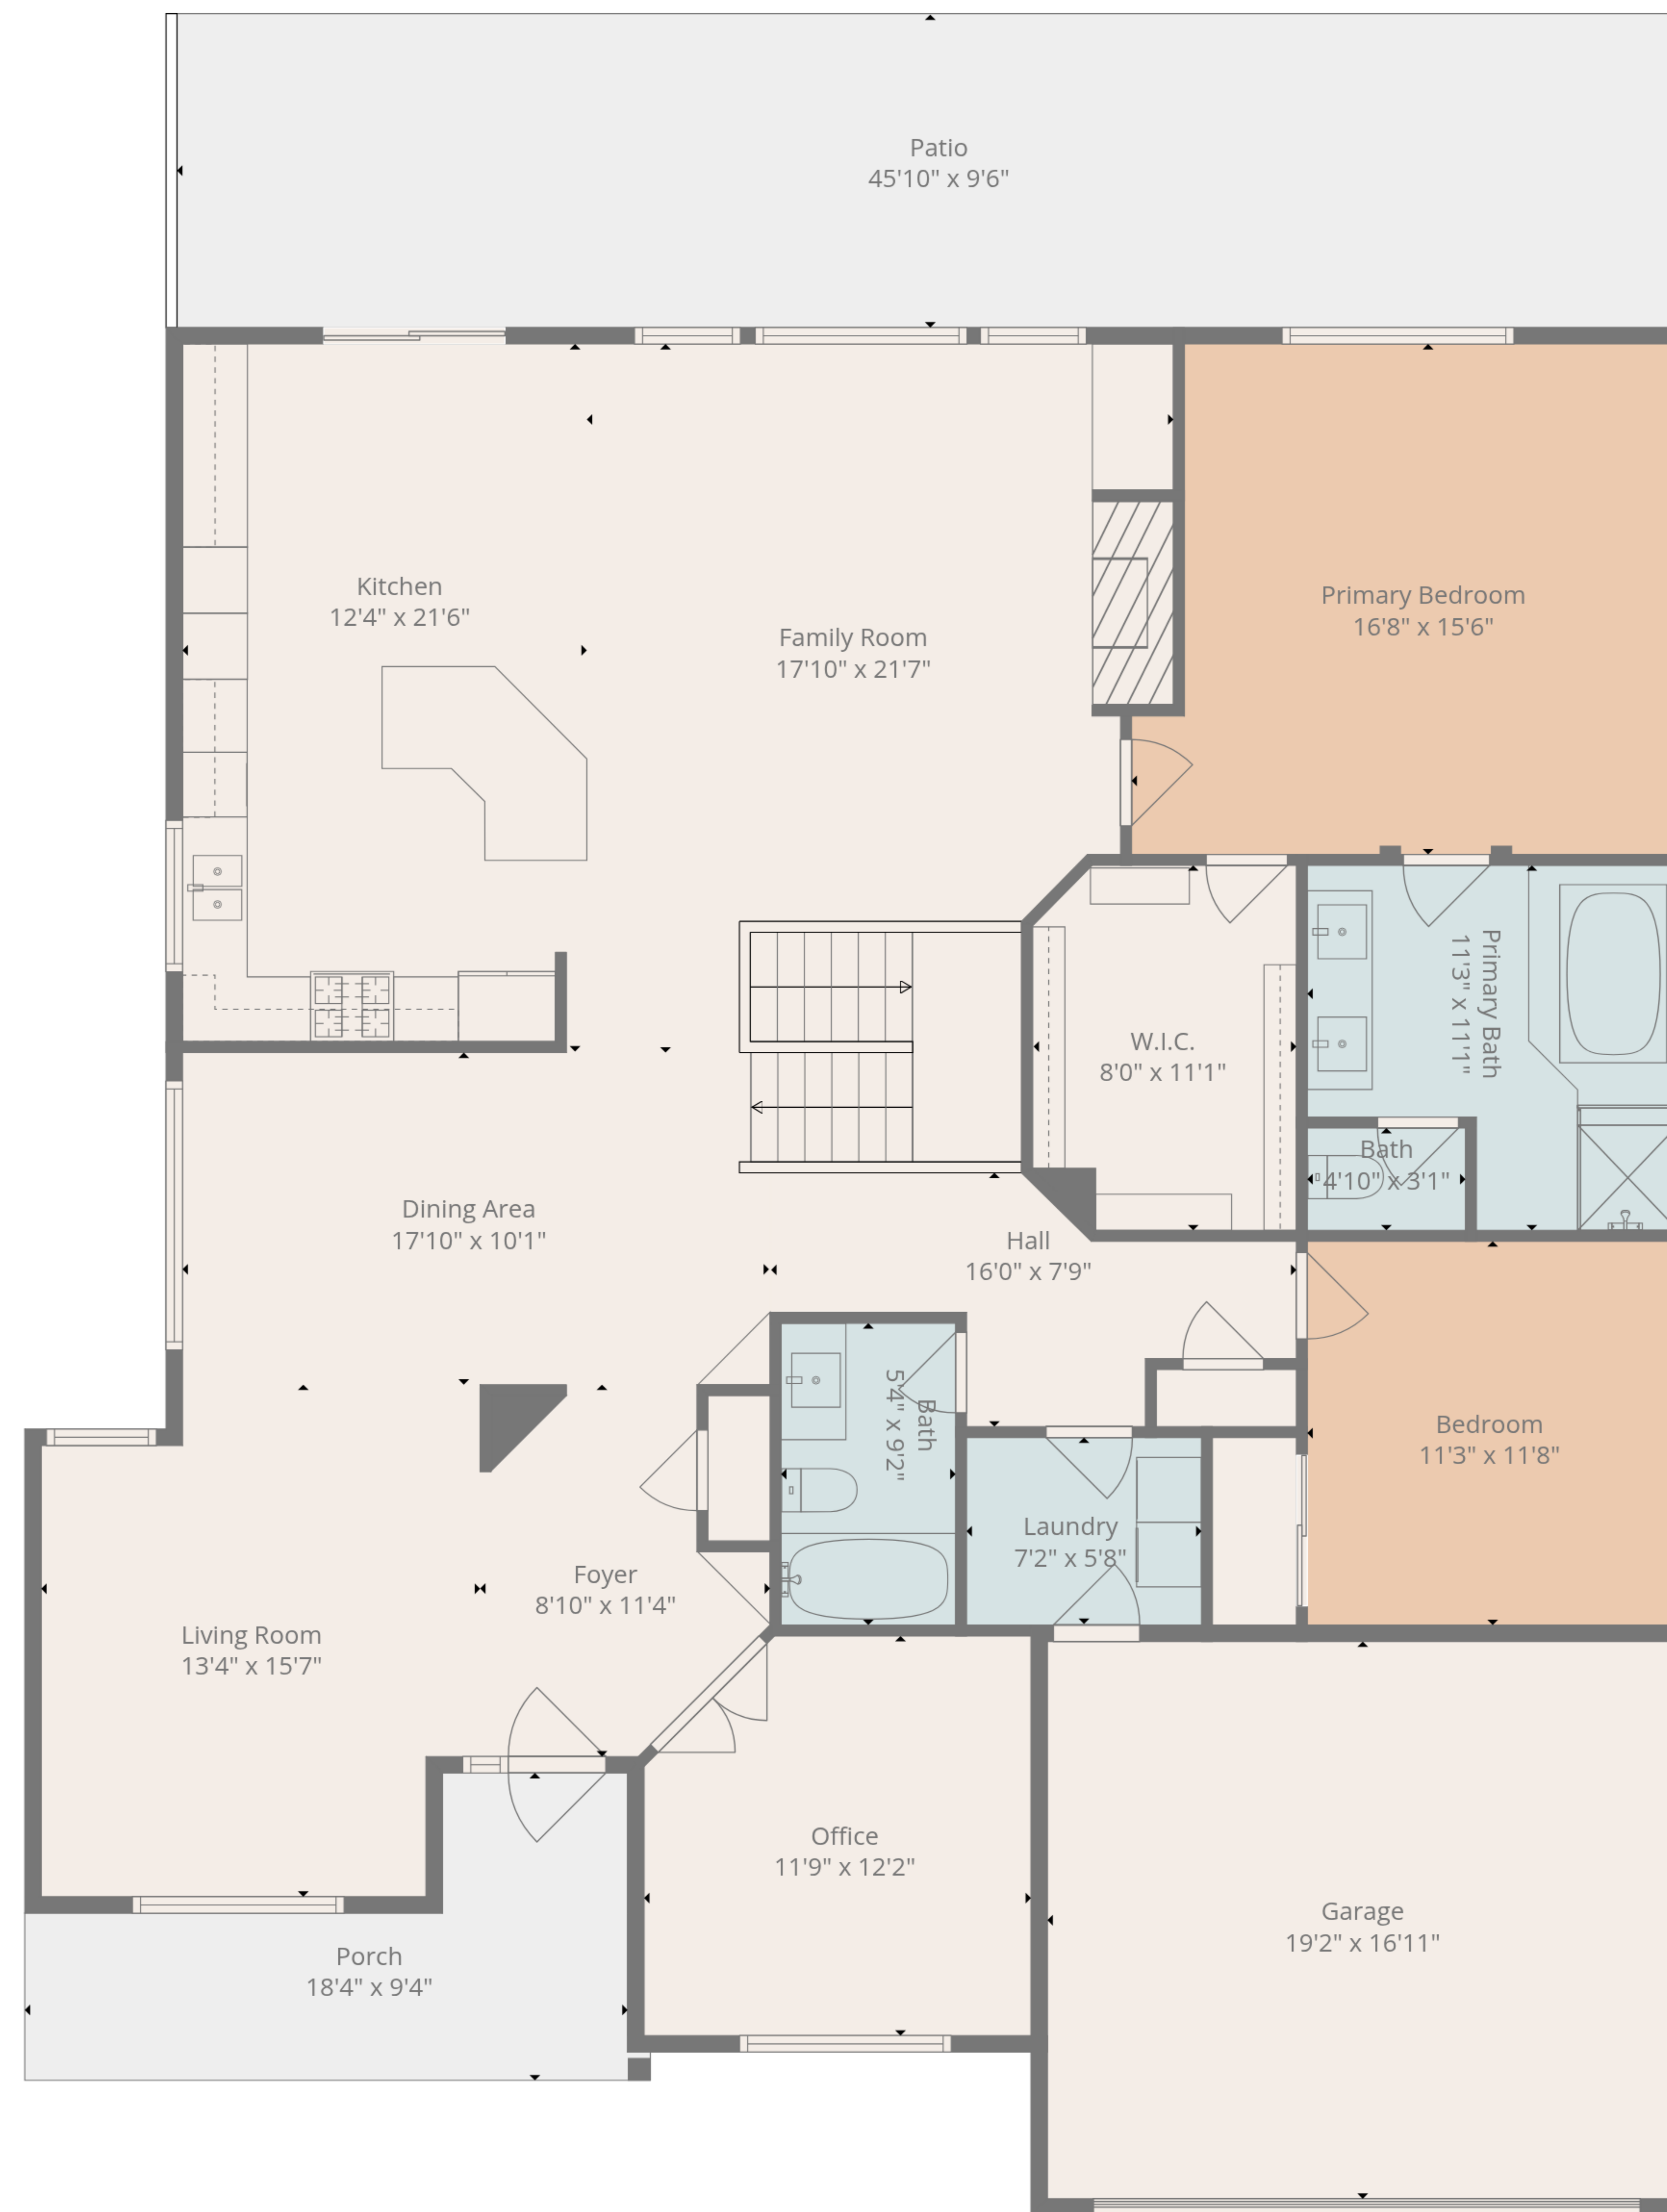 Patio
45'10" x 9'6"
Kitchen
12'4" x 21'6"
Family Room
17'10" x 21'7"
Primary Bedroom
16'8" x 15'6"
W.I.C.
8'0" x 11'1"
Primary Bath
11'3" x 11'1"
Bath
4'10" x 3'1"
Dining Area
17'10" x 10'1"
Hall
16'0" x 7'9"
Bath
5'4" x 9'2"
Bedroom
11'3" x 11'8"
Laundry
7'2" x 5'8"
Foyer
8'10" x 11'4"
Living Room
13'4" x 15'7"
Office
11'9" x 12'2"
Garage
19'2" x 16'11"
Porch
18'4" x 9'4"